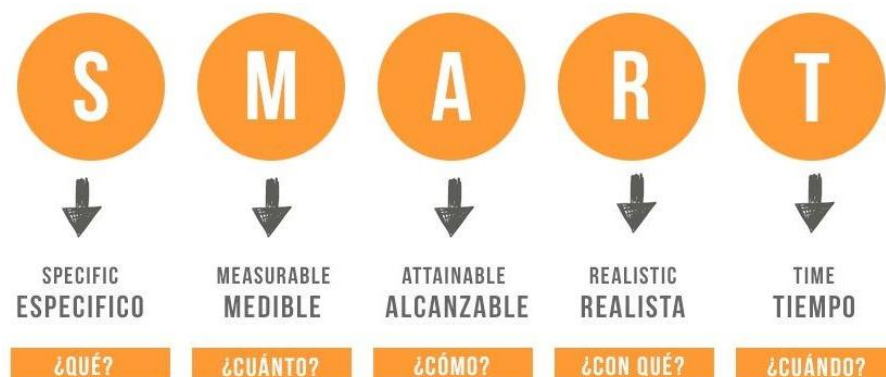 S M A R T
SPECIFIC MEASURABLE ATTAINABLE REALISTIC TIME
ESPECIFICO MEDIBLE ALCANZABLE REALISTA TIEMPO
¿QUÉ? ¿CUÁNTO? ¿CÓMO? ¿CON QUÉ? ¿CUÁNDO?